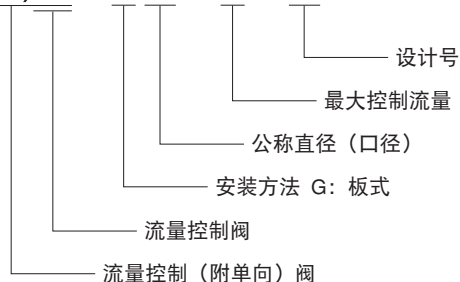 设计号
最大控制流量
公称直径（口径）
安装方法 G：板式
流量控制阀
流量控制（附单向）阀